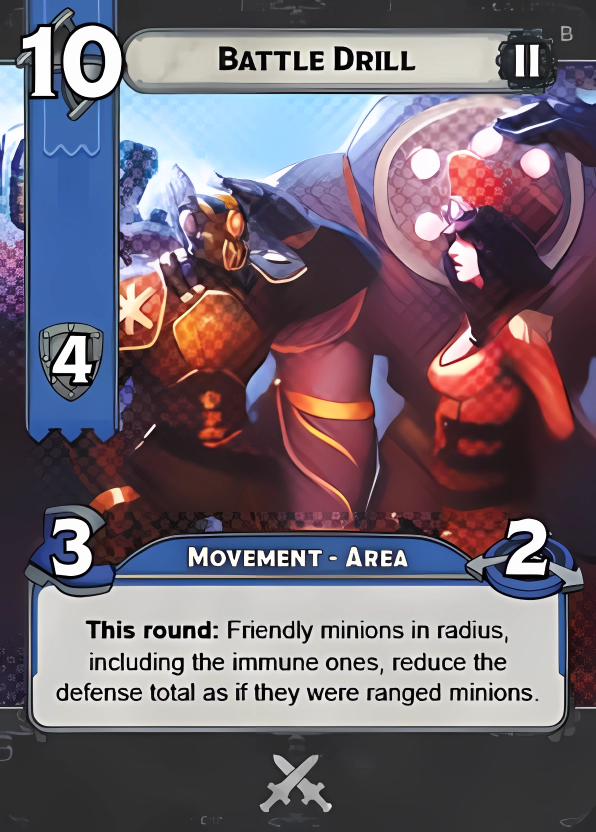 10
BATTLE DRILL
II
B
4
3
MOVEMENT - AREA
2
This round: Friendly minions in radius,
including the immune ones, reduce the
defense total as if they were ranged minions.